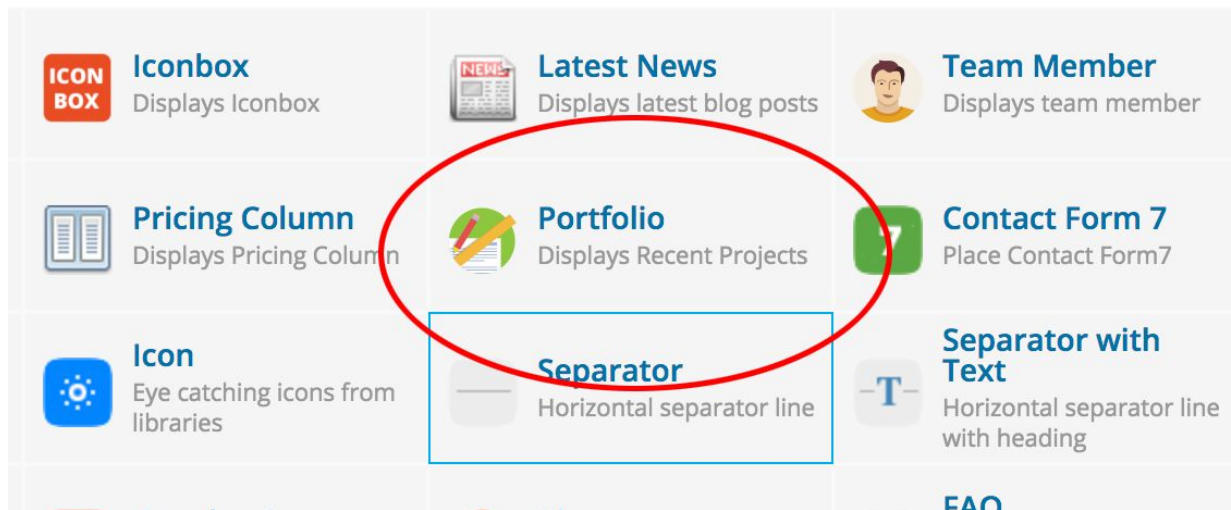 ICON
BOX
Iconbox
Displays Iconbox
NEWS
Latest News
Displays latest blog posts
Team Member
Displays team member
Pricing Column
Displays Pricing Column
Portfolio
Displays Recent Projects
7
Contact Form 7
Place Contact Form7
Icon
Eye catching icons from
libraries
Separator
Horizontal separator line
-T-
Separator with
Text
Horizontal separator line
with heading
FAQ